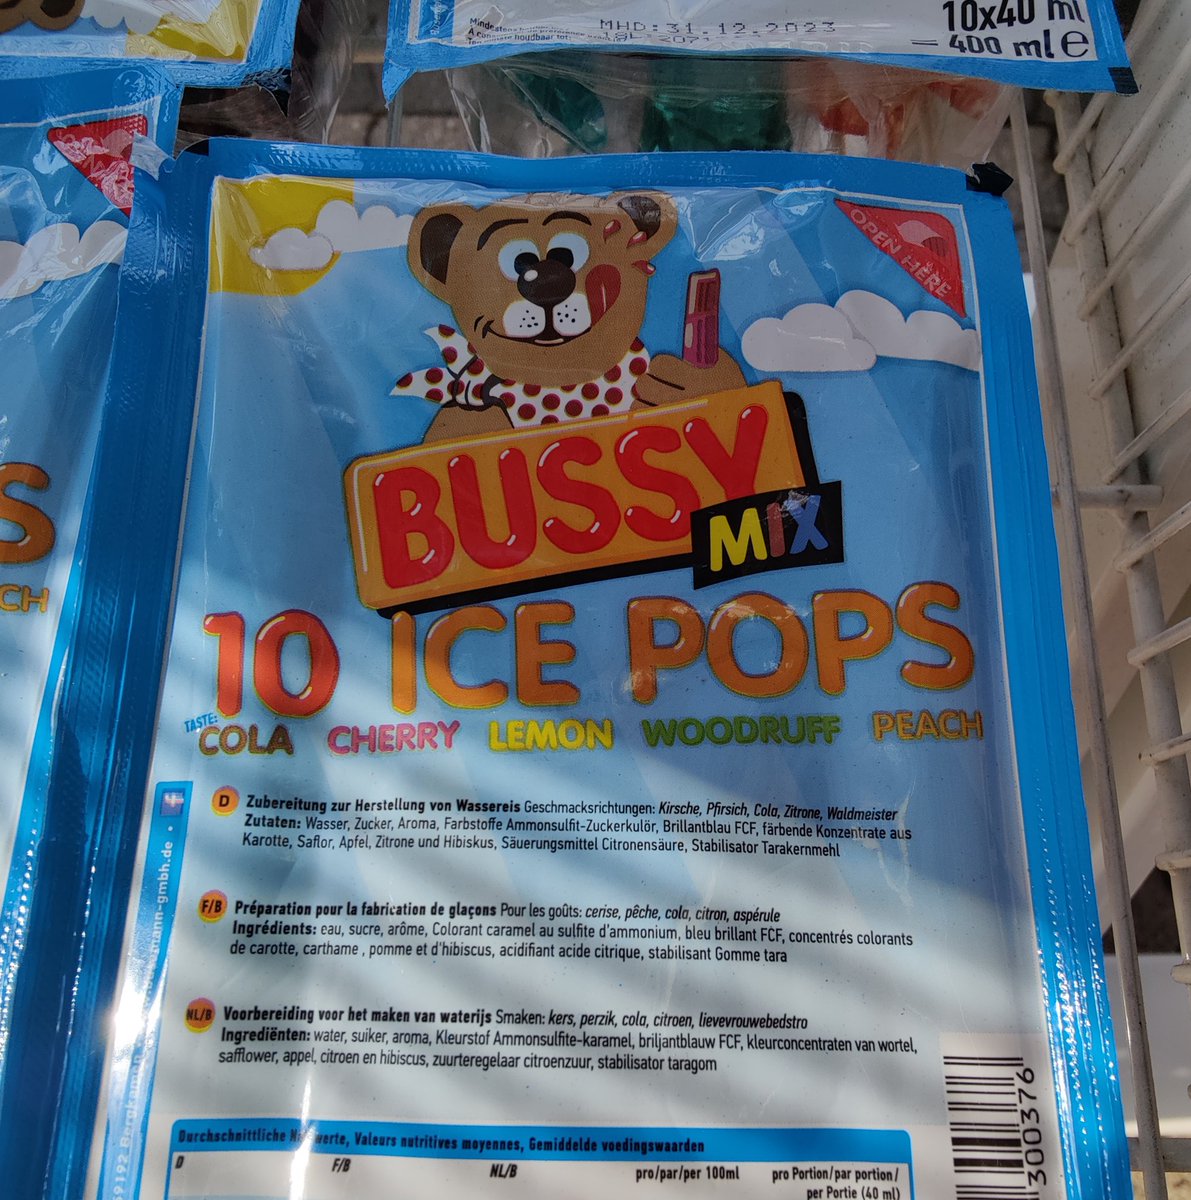 MHD: 31.12.2023
10x40 ml
= 400 ml e
OPEN HERE
BUSSY
MIX
10 ICE POPS
TASTE:
COLA CHERRY LEMON WOODRUFF PEACH
S
CH
D Zubereitung zur Herstellung von Wassereis Geschmacksrichtungen: Kirsche, Pfirsich, Cola, Zitrone, Waldmeister
Zutaten: Wasser, Zucker, Aroma, Farbstoffe Ammonsulfit-Zuckerkulör, Brillantblau FCF, färbende Konzentrate aus
Karotte, Saflor, Apfel, Zitrone und Hibiskus, Säuerungsmittel Citronensäure, Stabilisator Tarakernmehl
F/B Préparation pour la fabrication de glaçons Pour les goûts: cerise, pêche, cola, citron, aspérule
Ingrédients: eau, sucre, arôme, Colorant caramel au sulfite d'ammonium, bleu brillant FCF, concentrés colorants
de carotte, carthame , pomme et d'hibiscus, acidifiant acide citrique, stabilisant Gomme tara
NL/B Voorbereiding voor het maken van waterijs Smaken: kers, perzik, cola, citroen, lievevrouwebedstro
Ingrediënten: water, suiker, aroma, Kleurstof Ammonsulfite-karamel, briljantblauw FCF, kleurconcentraten van wortel,
safflower, appel, citroen en hibiscus, zuurteregelaar citroenzuur, stabilisator taragom
mann-gmbh.de • f
59192 Bergkamen
Durchschnittliche Nährwerte, Valeurs nutritives moyennes, Gemiddelde voedingswaarden
D F/B NL/B pro/par/per 100ml pro Portion/par portion/
per Portie (40 ml)
300376